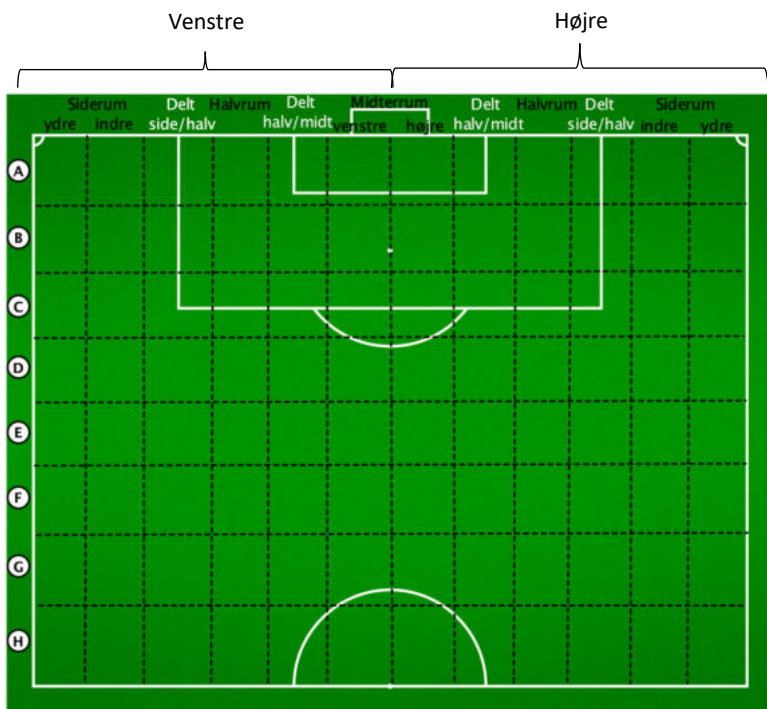 Venstre Højre
Siderum Delt Halvrum Delt Midterrum Delt Halvrum Delt Siderum
ydre indre side/halv halv/midt venstre højre halv/midt side/halv indre ydre
A
B
C
D
E
F
G
H